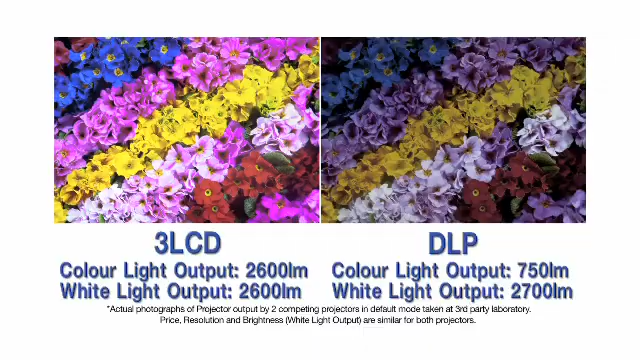 3LCD
Colour Light Output: 2600lm
White Light Output: 2600lm
DLP
Colour Light Output: 750lm
White Light Output: 2700lm
*Actual photographs of Projector output by 2 competing projectors in default mode taken at 3rd party laboratory.
Price, Resolution and Brightness (White Light Output) are similar for both projectors.